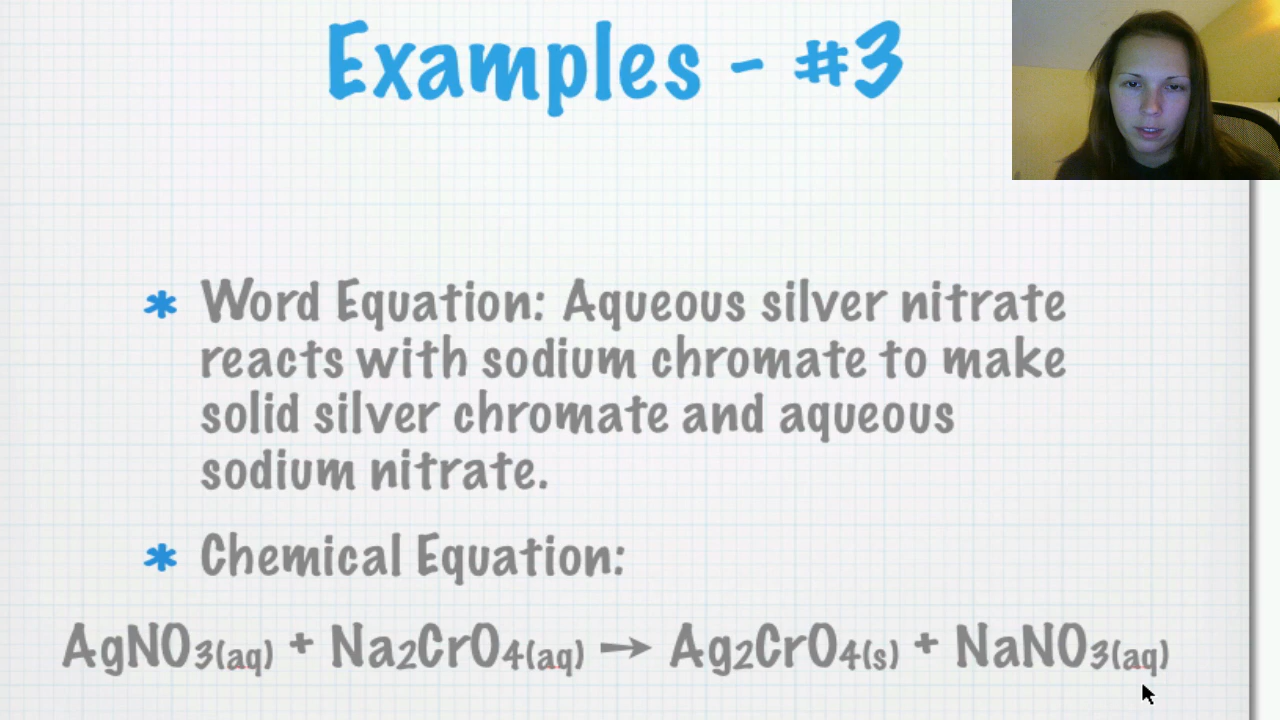 Examples - #3
* Word Equation: Aqueous silver nitrate
reacts with sodium chromate to make
solid silver chromate and aqueous
sodium nitrate.
* Chemical Equation:
AgNO₃(aq) + Na₂CrO₄(aq) → Ag₂CrO₄(s) + NaNO₃(aq)